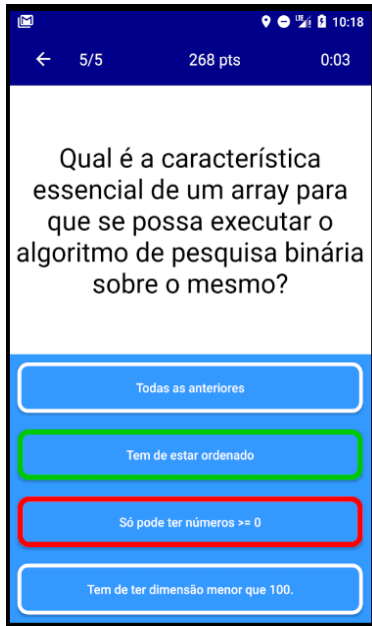 LTE 10:18
5/5 268 pts 0:03
Qual é a característica
essencial de um array para
que se possa executar o
algoritmo de pesquisa binária
sobre o mesmo?
Todas as anteriores
Tem de estar ordenado
Só pode ter números >= 0
Tem de ter dimensão menor que 100.